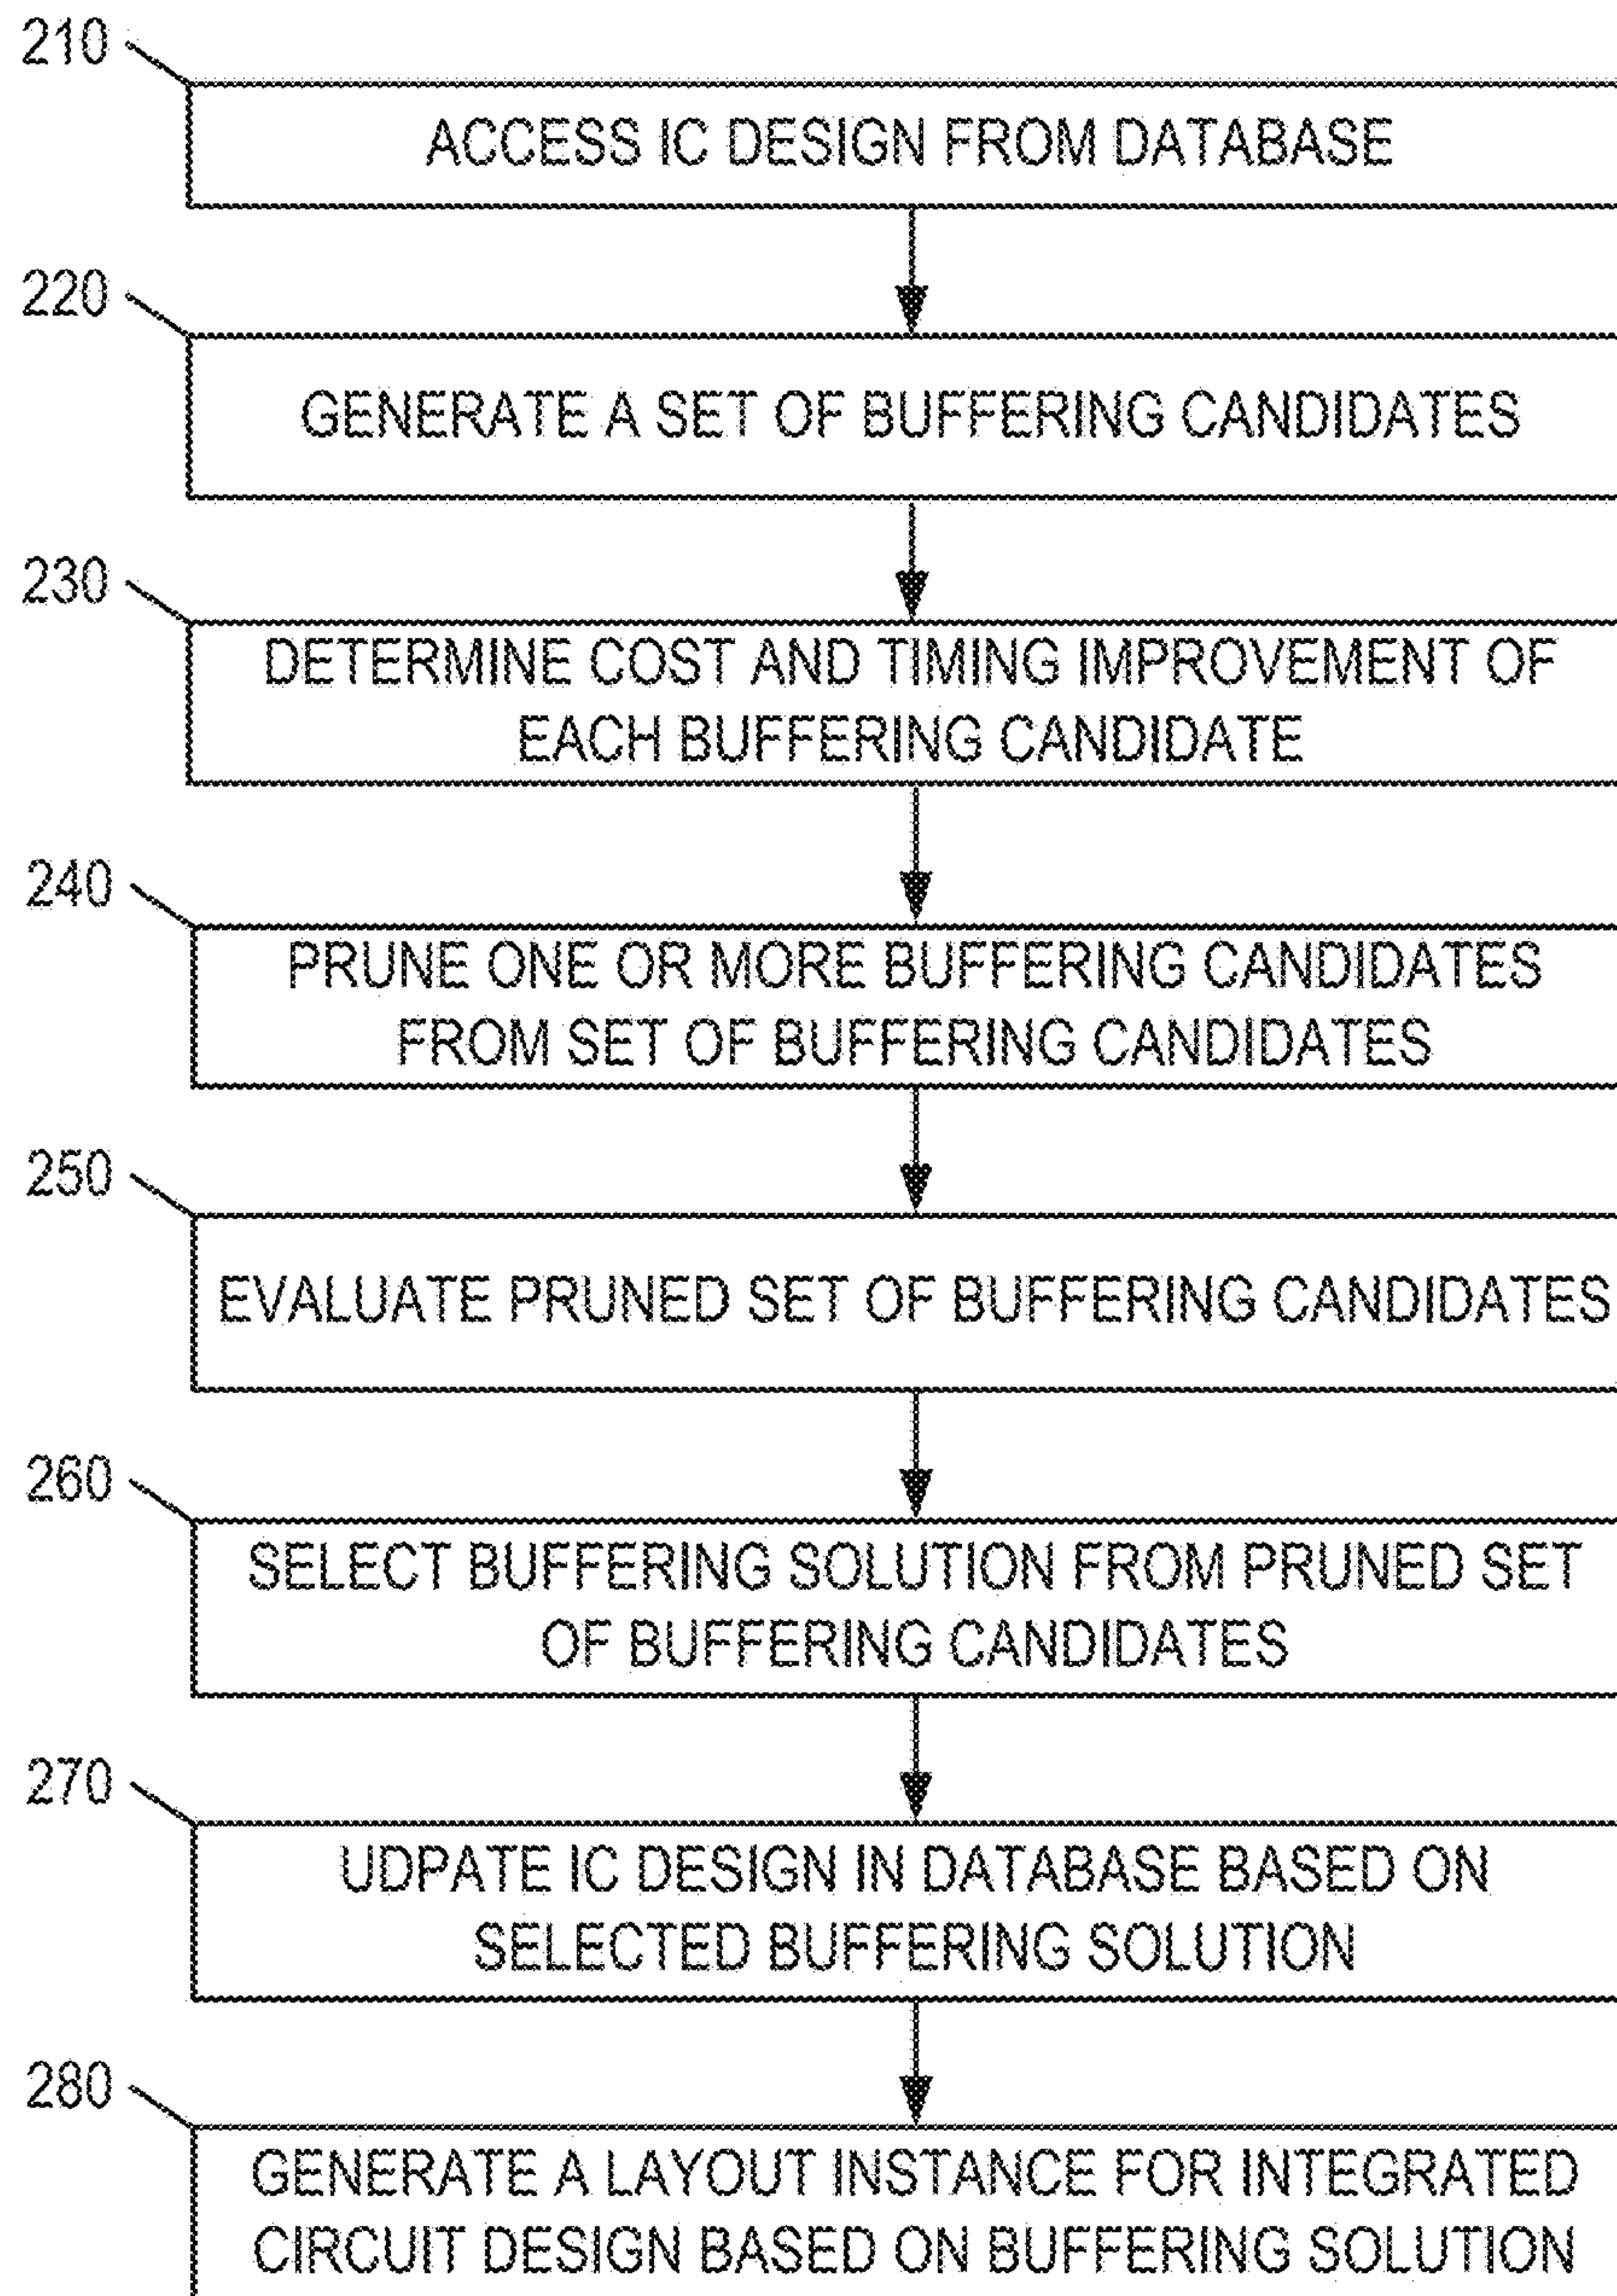 210
ACCESS IC DESIGN FROM DATABASE
220
GENERATE A SET OF BUFFERING CANDIDATES
230
DETERMINE COST AND TIMING IMPROVEMENT OF
EACH BUFFERING CANDIDATE
240
PRUNE ONE OR MORE BUFFERING CANDIDATES
FROM SET OF BUFFERING CANDIDATES
250
EVALUATE PRUNED SET OF BUFFERING CANDIDATES
260
SELECT BUFFERING SOLUTION FROM PRUNED SET
OF BUFFERING CANDIDATES
270
UDPATE IC DESIGN IN DATABASE BASED ON
SELECTED BUFFERING SOLUTION
280
GENERATE A LAYOUT INSTANCE FOR INTEGRATED
CIRCUIT DESIGN BASED ON BUFFERING SOLUTION